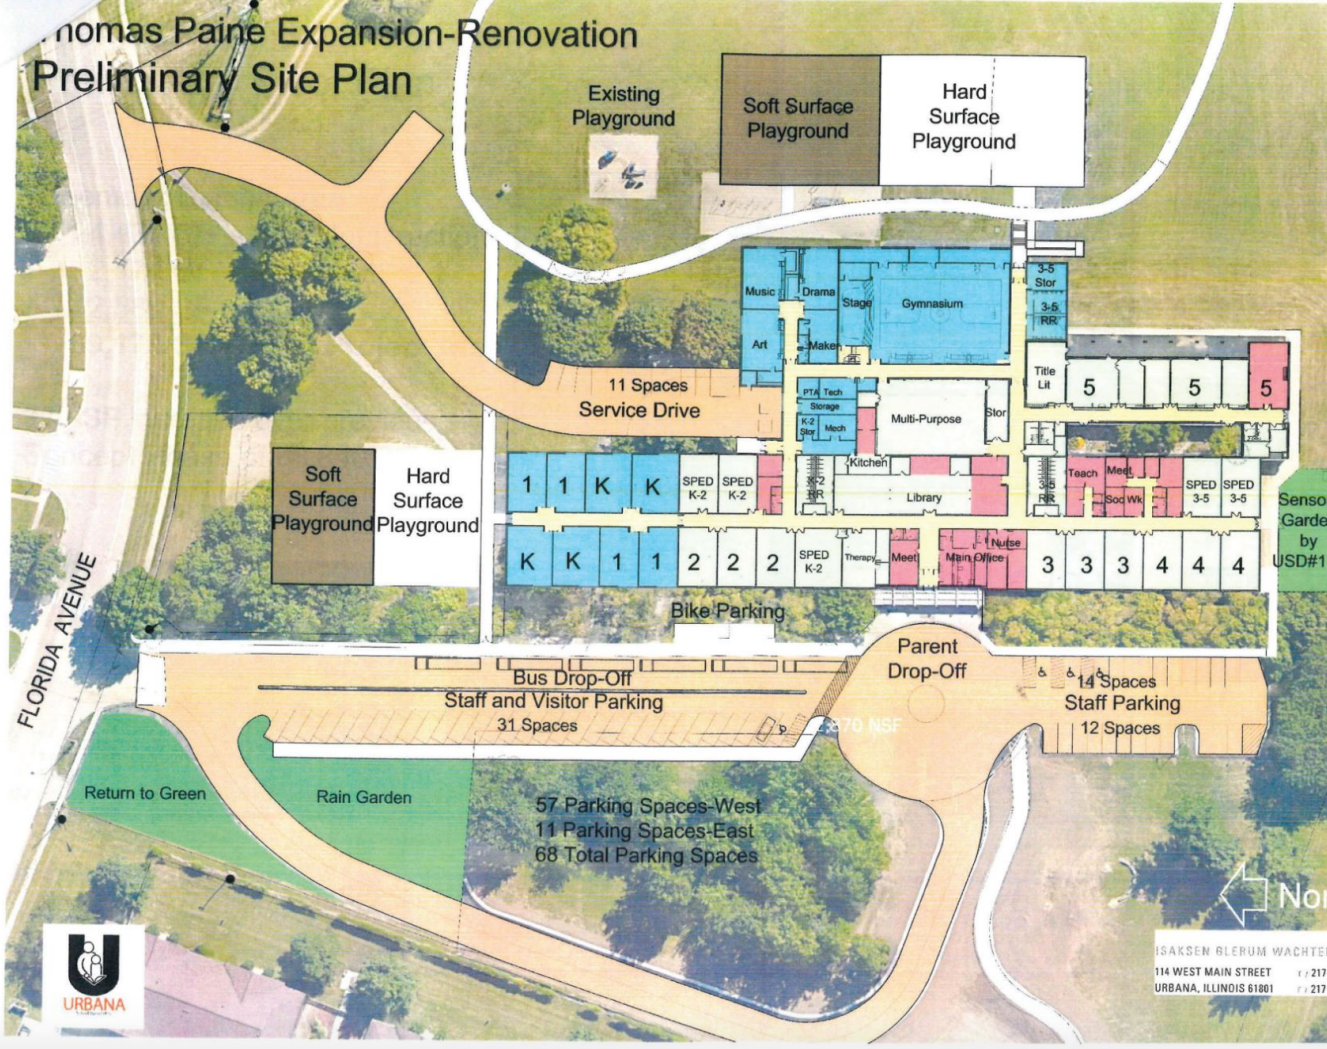 Thomas Paine Expansion-Renovation
Preliminary Site Plan
Existing
Playground
Soft Surface
Playground
Hard
Surface
Playground
Music
Drama
Stage
Gymnasium
3-5
Stor
3-5
RR
Art
Maker
11 Spaces
Service Drive
PTA Tech
Storage
K-2
Stor
Mech
Multi-Purpose
Stor
Title
Lit
5
5
5
Soft
Surface
Playground
Hard
Surface
Playground
1 1 K K
SPED
K-2
SPED
K-2
K-2
RR
Kitchen
Library
3-5
RR
Teach
Meet
Soc Wk
SPED
3-5
SPED
3-5
K K 1 1 2 2 2
SPED
K-2
Therapy
Meet
Main Office
Nurse
3 3 3 4 4 4
Senso
Garde
by
USD#1
Bike Parking
FLORIDA AVENUE
Parent
Drop-Off
Bus Drop-Off
Staff and Visitor Parking
31 Spaces
14 Spaces
Staff Parking
12 Spaces
870 NSF
Return to Green
Rain Garden
57 Parking Spaces-West
11 Parking Spaces-East
68 Total Parking Spaces
Nor
URBANA
ISAKSEN GLERUM WACHTE
114 WEST MAIN STREET
URBANA, ILLINOIS 61801
217
217